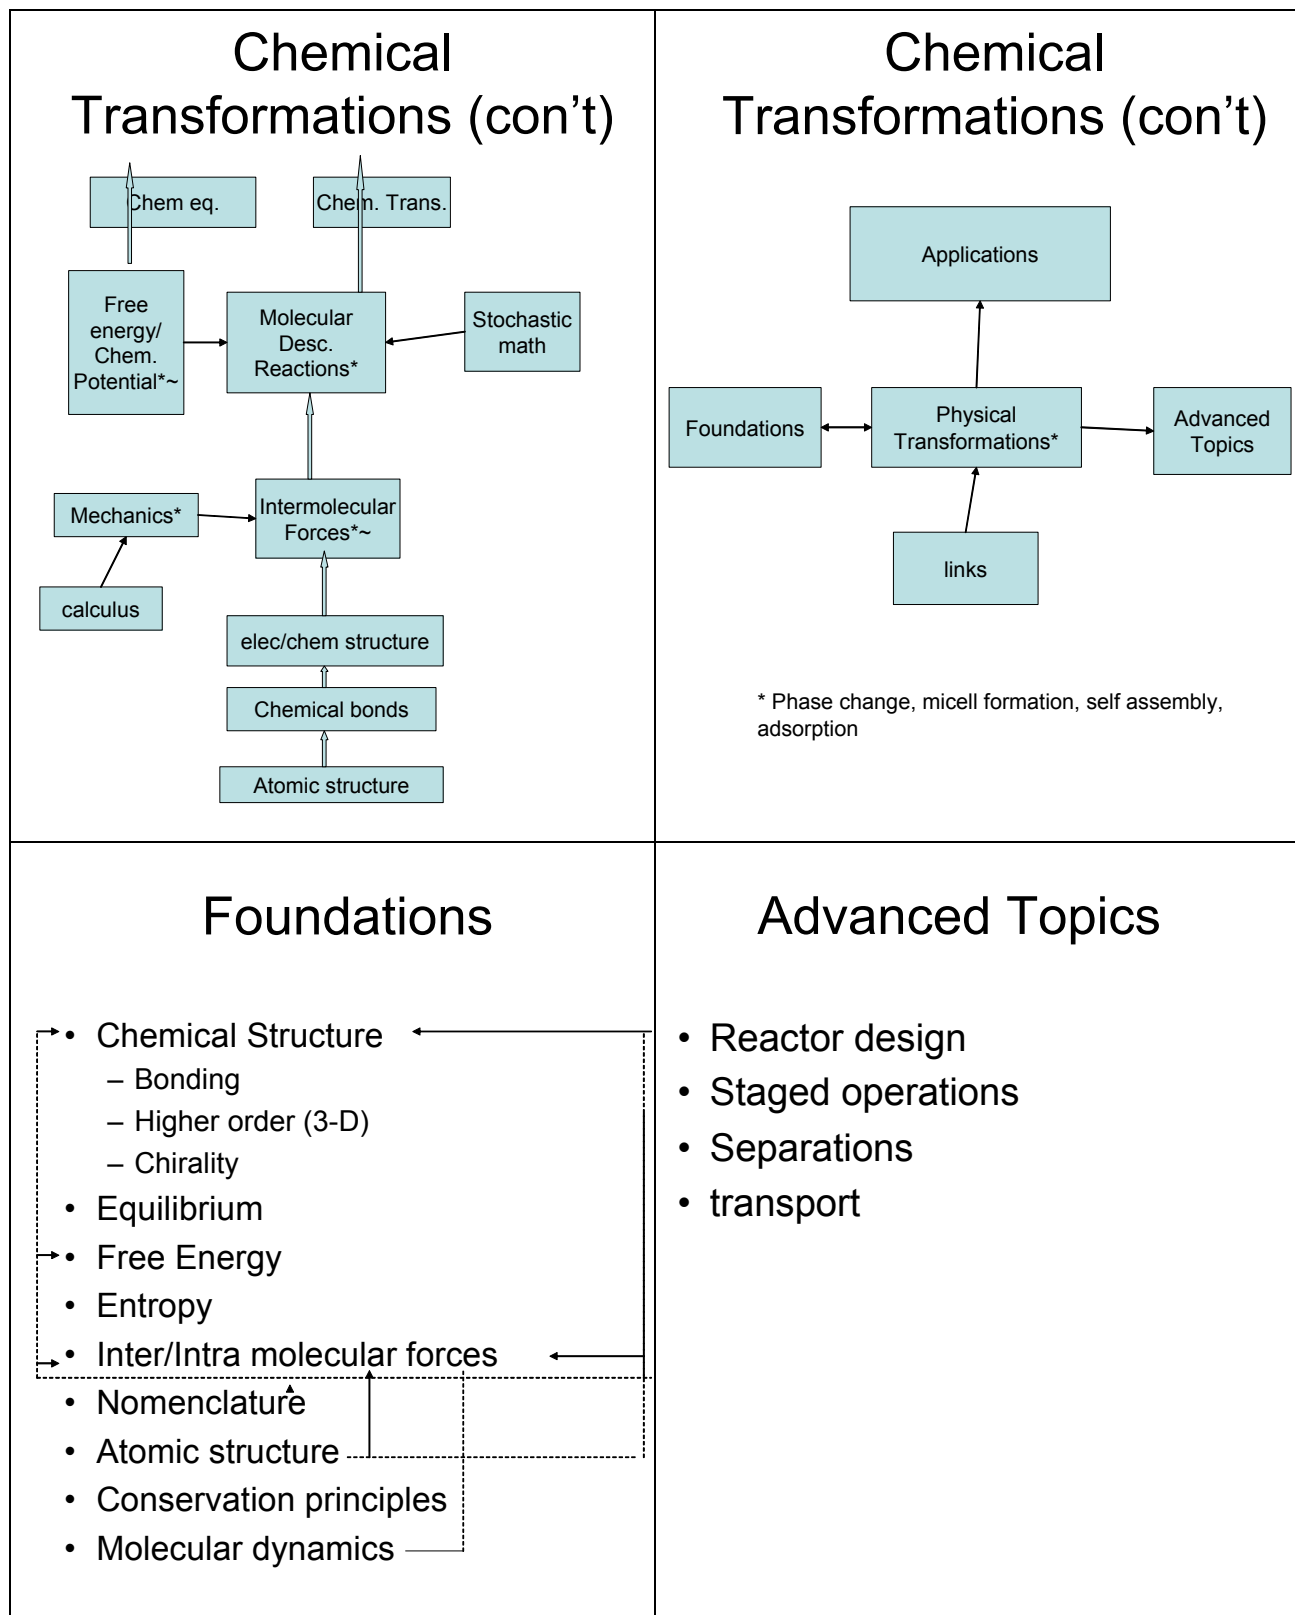 Chemical
Transformations (con't)
Chem eq.
Chem. Trans.
Free
energy/
Chem.
Potential*~
Molecular
Desc.
Reactions*
Stochastic
math
Mechanics*
Intermolecular
Forces*~
calculus
elec/chem structure
Chemical bonds
Atomic structure
Chemical
Transformations (con't)
Applications
Foundations
Physical
Transformations*
Advanced
Topics
links
* Phase change, micell formation, self assembly,
adsorption
Foundations
• Chemical Structure
– Bonding
– Higher order (3-D)
– Chirality
• Equilibrium
• Free Energy
• Entropy
• Inter/Intra molecular forces
• Nomenclature
• Atomic structure
• Conservation principles
• Molecular dynamics
Advanced Topics
• Reactor design
• Staged operations
• Separations
• transport